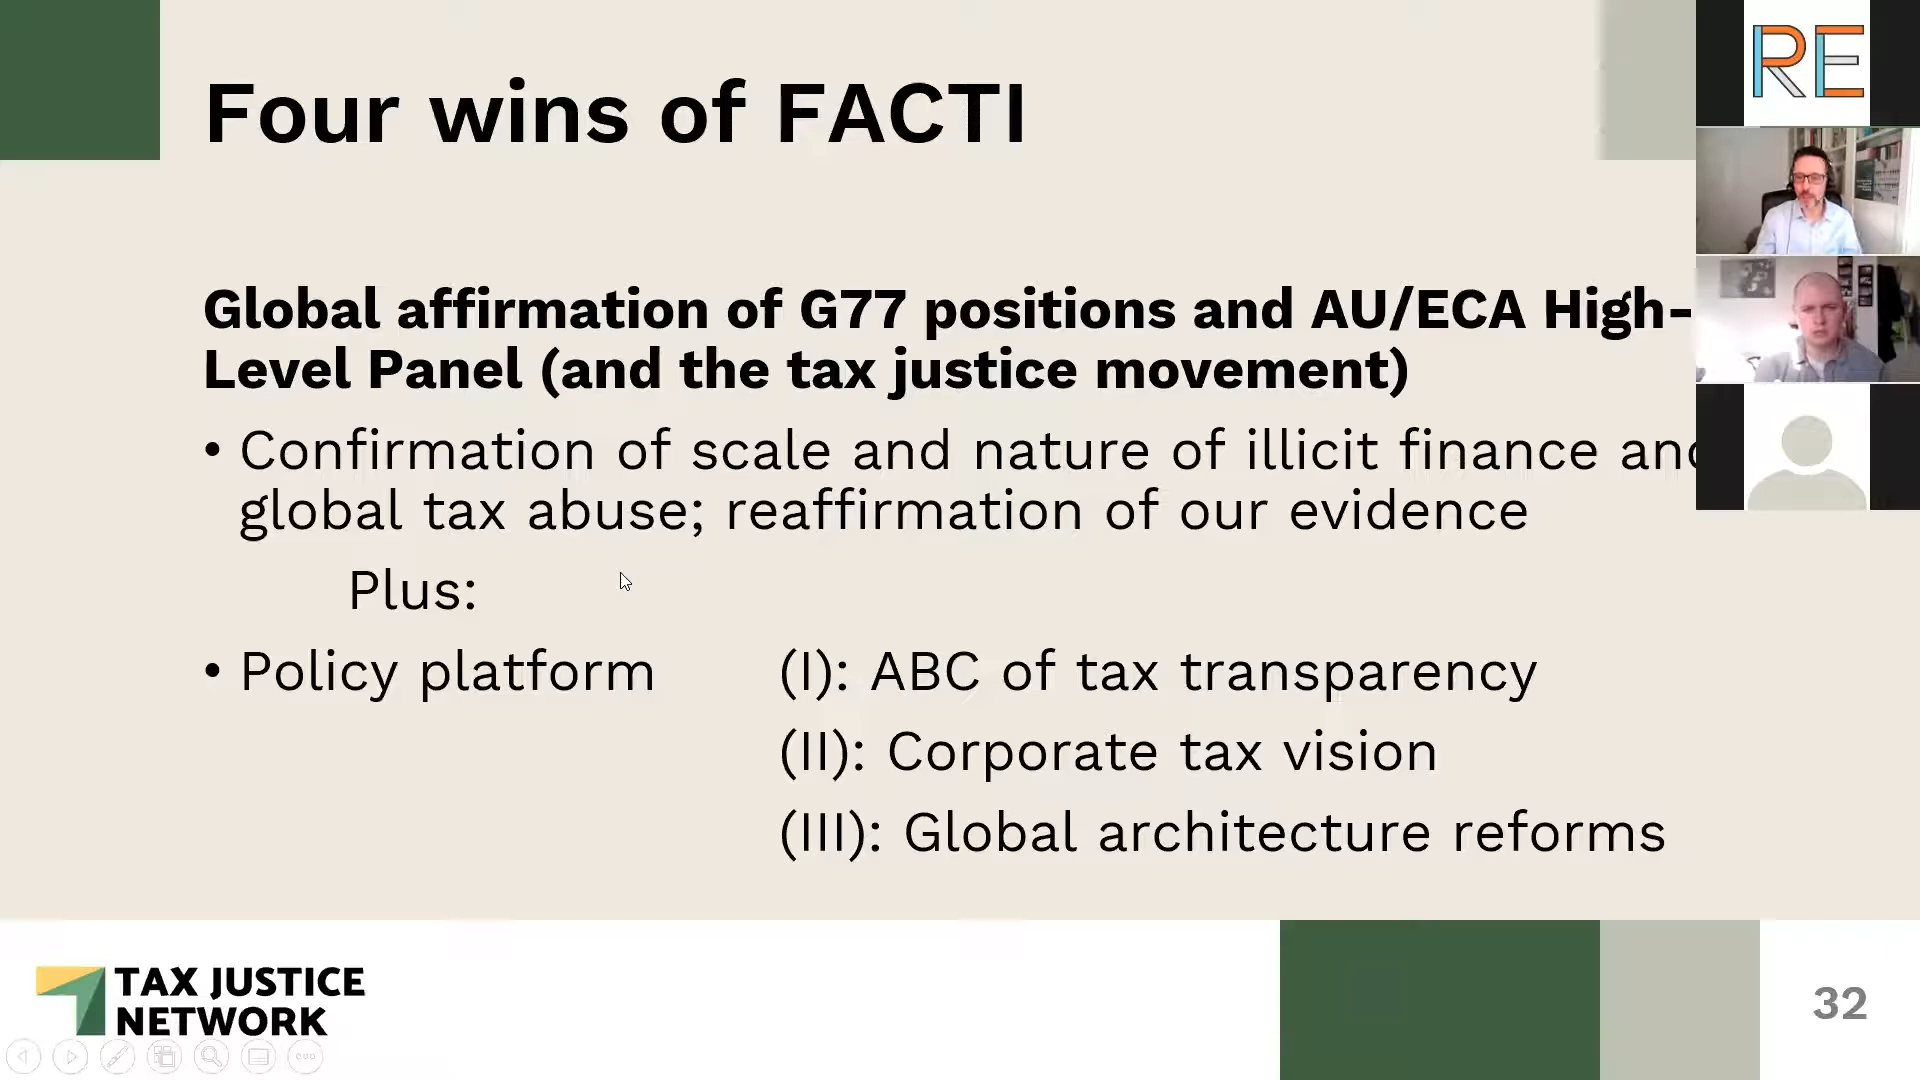 Four wins of FACTI
RE
Global affirmation of G77 positions and AU/ECA High-
Level Panel (and the tax justice movement)
• Confirmation of scale and nature of illicit finance and
global tax abuse; reaffirmation of our evidence
Plus:
• Policy platform (I): ABC of tax transparency
(II): Corporate tax vision
(III): Global architecture reforms
TAX JUSTICE
NETWORK
32